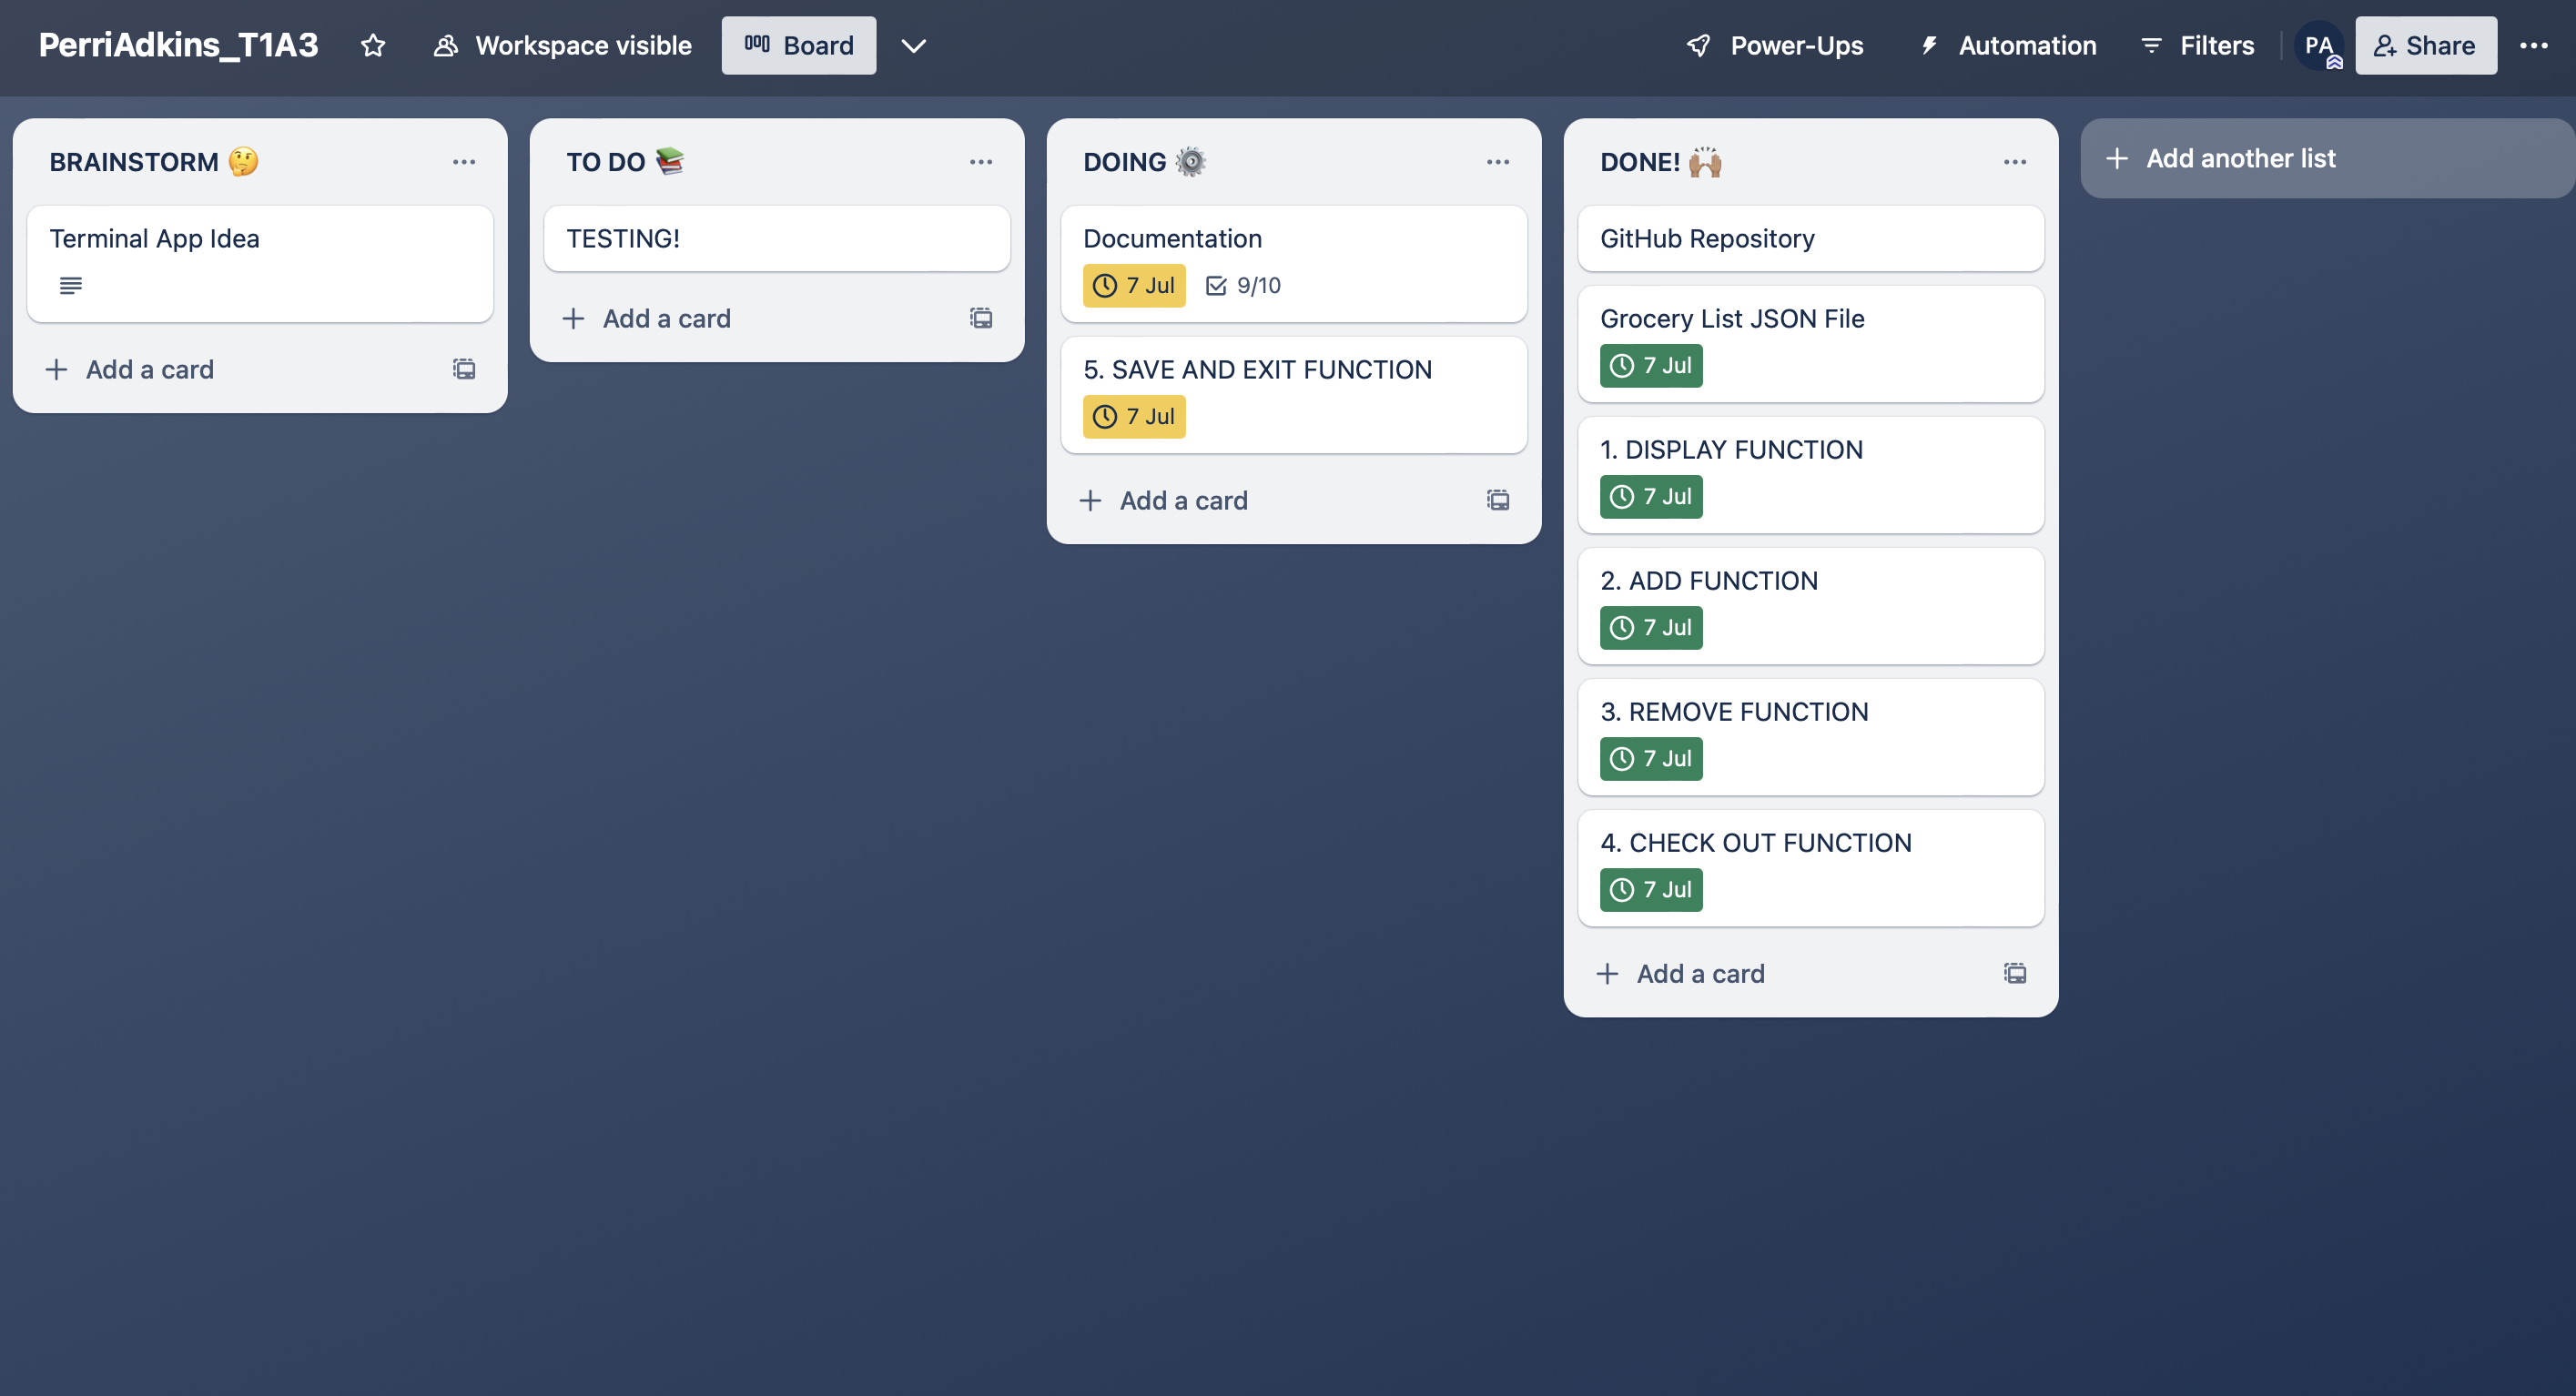 PerriAdkins_T1A3 Workspace visible Board Power-Ups Automation Filters PA Share
BRAINSTORM 🤔
Terminal App Idea
Add a card
TO DO 📚
TESTING!
Add a card
DOING ⚙️
Documentation
7 Jul 9/10
5. SAVE AND EXIT FUNCTION
7 Jul
Add a card
DONE! 🙌🏽
GitHub Repository
Grocery List JSON File
7 Jul
1. DISPLAY FUNCTION
7 Jul
2. ADD FUNCTION
7 Jul
3. REMOVE FUNCTION
7 Jul
4. CHECK OUT FUNCTION
7 Jul
Add a card
Add another list